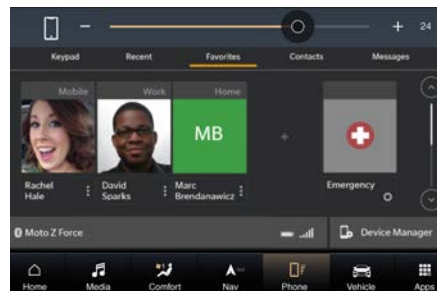 24
Keypad Recent Favorites Contacts Messages
Mobile Work Home
MB
Rachel Hale
David Sparks
Marc Brendanawicz
Emergency
Moto Z Force
Device Manager
Home Media Comfort Nav Phone Vehicle Apps